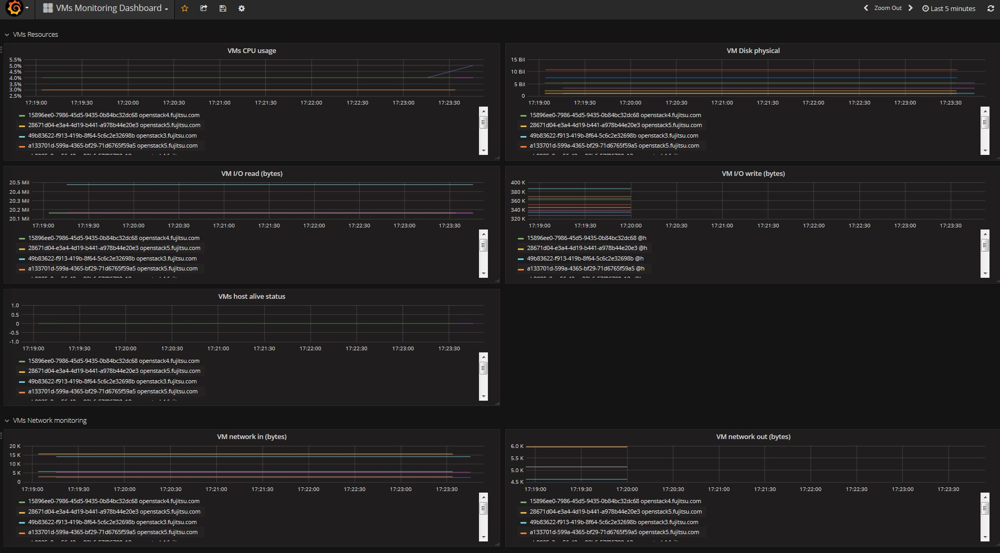 VMs Monitoring Dashboard
Zoom Out
Last 5 minutes
VMs Resources
VMs CPU usage
5.5%
5.0%
4.5%
4.0%
3.5%
3.0%
2.5%
17:19:00 17:19:30 17:20:00 17:20:30 17:21:00 17:21:30 17:22:00 17:22:30 17:23:00 17:23:30
15896ee0-7986-45d5-9435-0b84bc32dc68 openstack4.fujitsu.com
28671d04-e3a4-4d19-b441-a978b44e20e3 openstack5.fujitsu.com
49b83622-f913-419b-8f64-5c6c2e32698b openstack3.fujitsu.com
a133701d-599a-4365-bf29-71d6765f59a5 openstack5.fujitsu.com
VM Disk physical
15 Bil
10 Bil
5 Bil
0
17:19:00 17:19:30 17:20:00 17:20:30 17:21:00 17:21:30 17:22:00 17:22:30 17:23:00 17:23:30
15896ee0-7986-45d5-9435-0b84bc32dc68 openstack4.fujitsu.com
28671d04-e3a4-4d19-b441-a978b44e20e3 openstack5.fujitsu.com
49b83622-f913-419b-8f64-5c6c2e32698b openstack3.fujitsu.com
a133701d-599a-4365-bf29-71d6765f59a5 openstack5.fujitsu.com
VM I/O read (bytes)
20.5 Mil
20.4 Mil
20.3 Mil
20.2 Mil
20.1 Mil
17:19:00 17:19:30 17:20:00 17:20:30 17:21:00 17:21:30 17:22:00 17:22:30 17:23:00 17:23:30
15896ee0-7986-45d5-9435-0b84bc32dc68 openstack4.fujitsu.com
28671d04-e3a4-4d19-b441-a978b44e20e3 openstack5.fujitsu.com
49b83622-f913-419b-8f64-5c6c2e32698b openstack3.fujitsu.com
a133701d-599a-4365-bf29-71d6765f59a5 openstack5.fujitsu.com
VM I/O write (bytes)
400 K
380 K
360 K
340 K
320 K
17:19:00 17:19:30 17:20:00 17:20:30 17:21:00 17:21:30 17:22:00 17:22:30 17:23:00 17:23:30
15896ee0-7986-45d5-9435-0b84bc32dc68 @h
28671d04-e3a4-4d19-b441-a978b44e20e3 @h
49b83622-f913-419b-8f64-5c6c2e32698b @h
a133701d-599a-4365-bf29-71d6765f59a5 @h
VMs host alive status
1.0
0.5
0
-0.5
-1.0
17:19:00 17:19:30 17:20:00 17:20:30 17:21:00 17:21:30 17:22:00 17:22:30 17:23:00 17:23:30
15896ee0-7986-45d5-9435-0b84bc32dc68 openstack4.fujitsu.com
28671d04-e3a4-4d19-b441-a978b44e20e3 openstack5.fujitsu.com
49b83622-f913-419b-8f64-5c6c2e32698b openstack3.fujitsu.com
a133701d-599a-4365-bf29-71d6765f59a5 openstack5.fujitsu.com
VMs Network monitoring
VM network in (bytes)
20 K
15 K
10 K
5 K
0
17:19:00 17:19:30 17:20:00 17:20:30 17:21:00 17:21:30 17:22:00 17:22:30 17:23:00 17:23:30
15896ee0-7986-45d5-9435-0b84bc32dc68 openstack4.fujitsu.com
28671d04-e3a4-4d19-b441-a978b44e20e3 openstack5.fujitsu.com
49b83622-f913-419b-8f64-5c6c2e32698b openstack3.fujitsu.com
a133701d-599a-4365-bf29-71d6765f59a5 openstack5.fujitsu.com
VM network out (bytes)
6.0 K
5.5 K
5.0 K
4.5 K
17:19:00 17:19:30 17:20:00 17:20:30 17:21:00 17:21:30 17:22:00 17:22:30 17:23:00 17:23:30
15896ee0-7986-45d5-9435-0b84bc32dc68 openstack4.fujitsu.com
28671d04-e3a4-4d19-b441-a978b44e20e3 openstack5.fujitsu.com
49b83622-f913-419b-8f64-5c6c2e32698b openstack3.fujitsu.com
a133701d-599a-4365-bf29-71d6765f59a5 openstack5.fujitsu.com